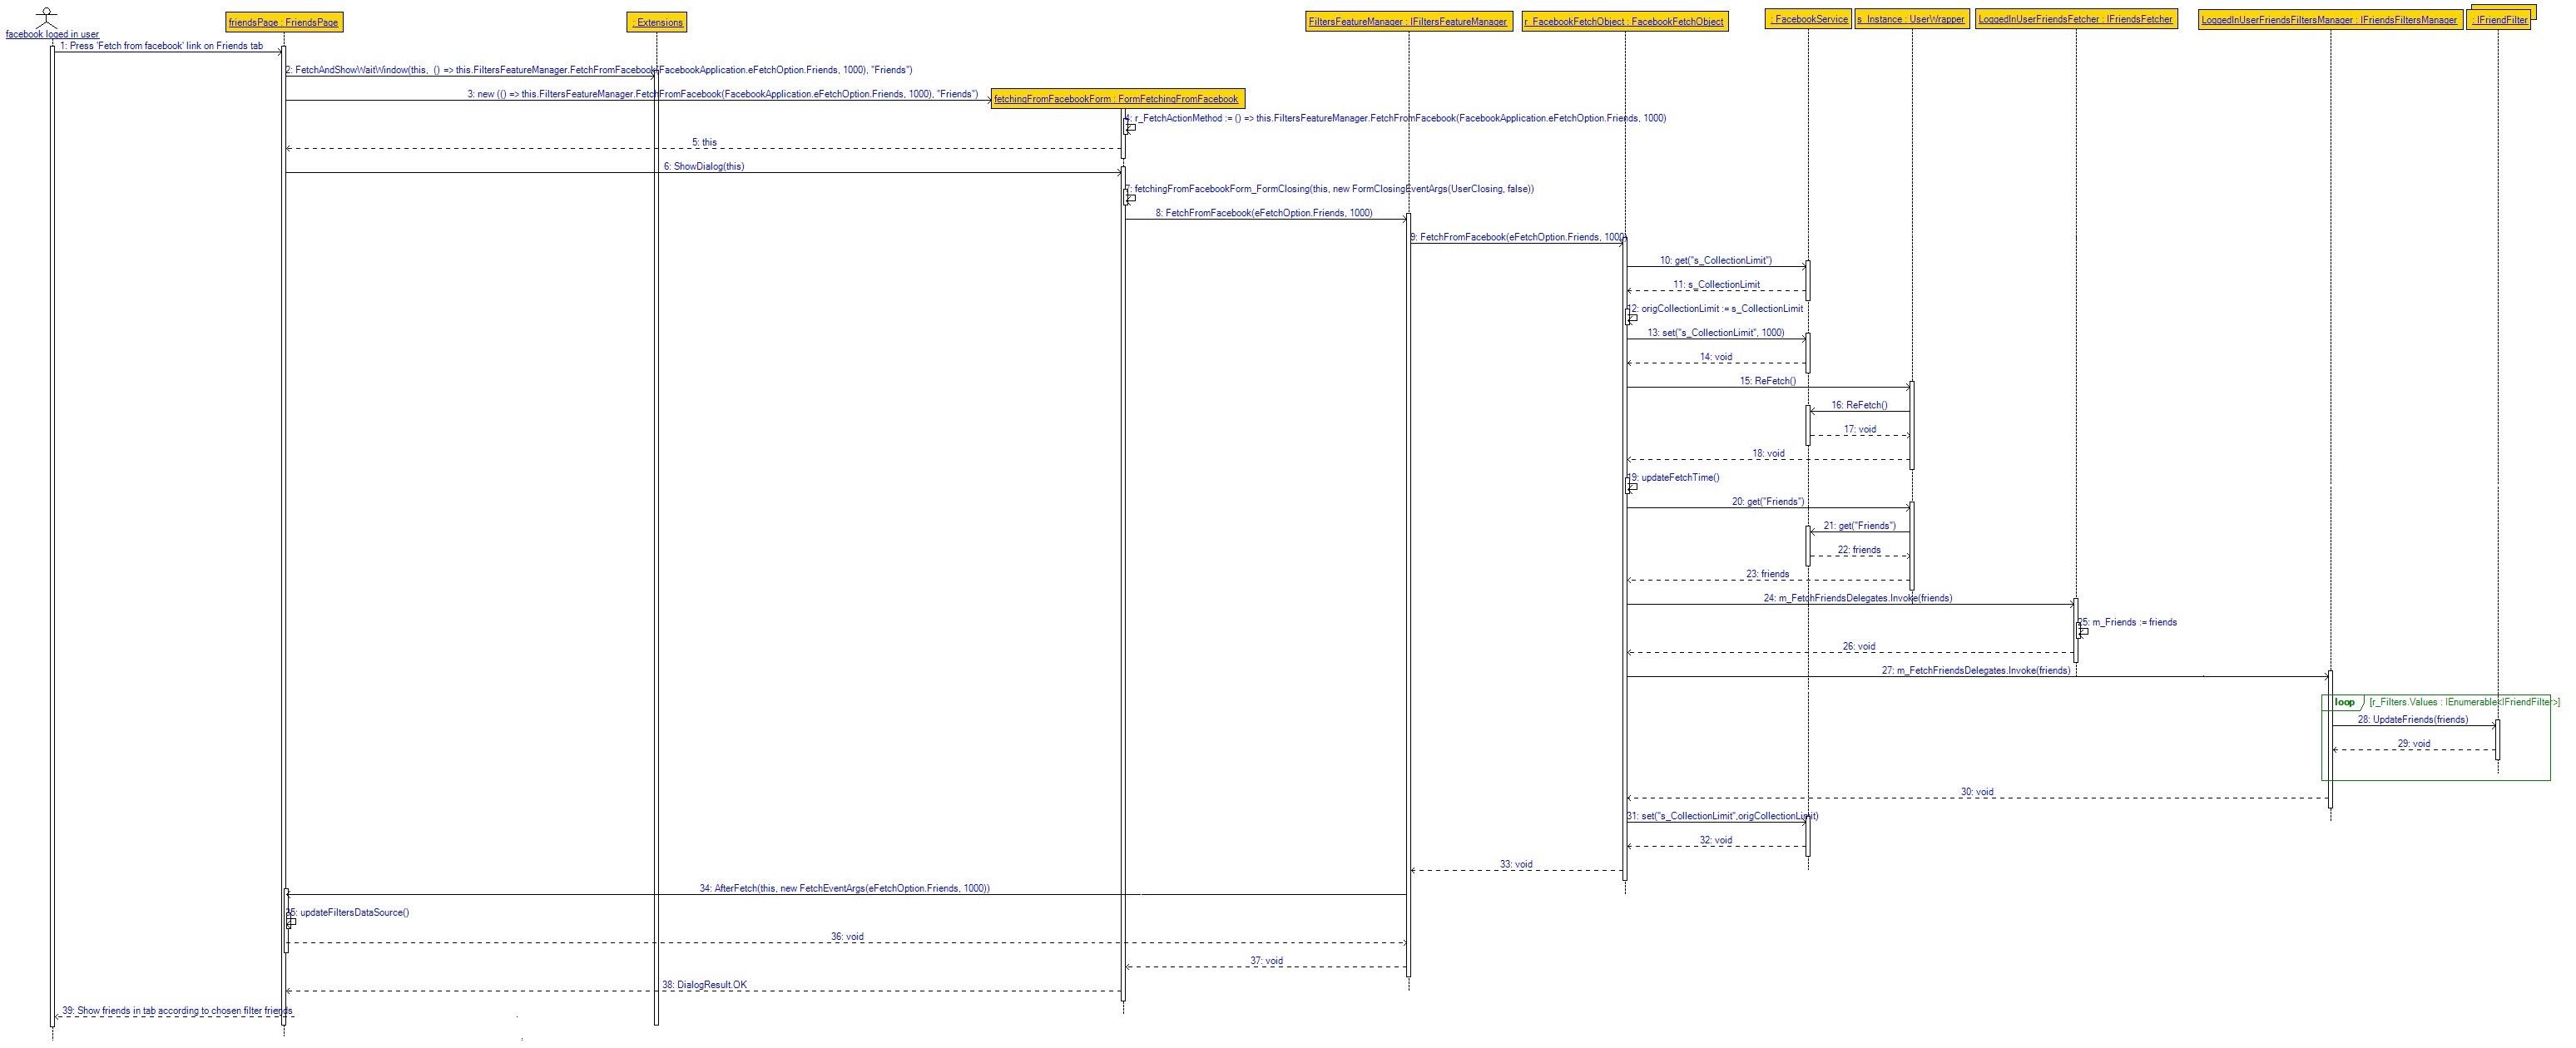 facebook loged in user
friendsPage : FriendsPage
: Extensions
FiltersFeatureManager : IFiltersFeatureManager
r_FacebookFetchObject : FacebookFetchObject
: FacebookService
s_Instance : UserWrapper
LoggedInUserFriendsFetcher : IFriendsFetcher
LoggedInUserFriendsFiltersManager : IFriendsFiltersManager
: IFriendFilter
1: Press 'Fetch from facebook' link on Friends tab
2: FetchAndShowWaitWindow(this, () => this.FiltersFeatureManager.FetchFromFacebook(FacebookApplication.eFetchOption.Friends, 1000), "Friends")
3: new (() => this.FiltersFeatureManager.FetchFromFacebook(FacebookApplication.eFetchOption.Friends, 1000), "Friends")
fetchingFromFacebookForm : FormFetchingFromFacebook
4: r_FetchActionMethod := () => this.FiltersFeatureManager.FetchFromFacebook(FacebookApplication.eFetchOption.Friends, 1000)
5: this
6: ShowDialog(this)
7: fetchingFromFacebookForm_FormClosing(this, new FormClosingEventArgs(UserClosing, false))
8: FetchFromFacebook(eFetchOption.Friends, 1000)
9: FetchFromFacebook(eFetchOption.Friends, 1000)
10: get("s_CollectionLimit")
11: s_CollectionLimit
12: origCollectionLimit := s_CollectionLimit
13: set("s_CollectionLimit", 1000)
14: void
15: ReFetch()
16: ReFetch()
17: void
18: void
19: updateFetchTime()
20: get("Friends")
21: get("Friends")
22: friends
23: friends
24: m_FetchFriendsDelegates.Invoke(friends)
25: m_Friends := friends
26: void
27: m_FetchFriendsDelegates.Invoke(friends)
loop [r_Filters.Values : IEnumerable<IFriendFilter>]
28: UpdateFriends(friends)
29: void
30: void
31: set("s_CollectionLimit",origCollectionLimit)
32: void
33: void
34: AfterFetch(this, new FetchEventArgs(eFetchOption.Friends, 1000))
35: updateFiltersDataSource()
36: void
37: void
38: DialogResult.OK
39: Show friends in tab according to chosen filter friends